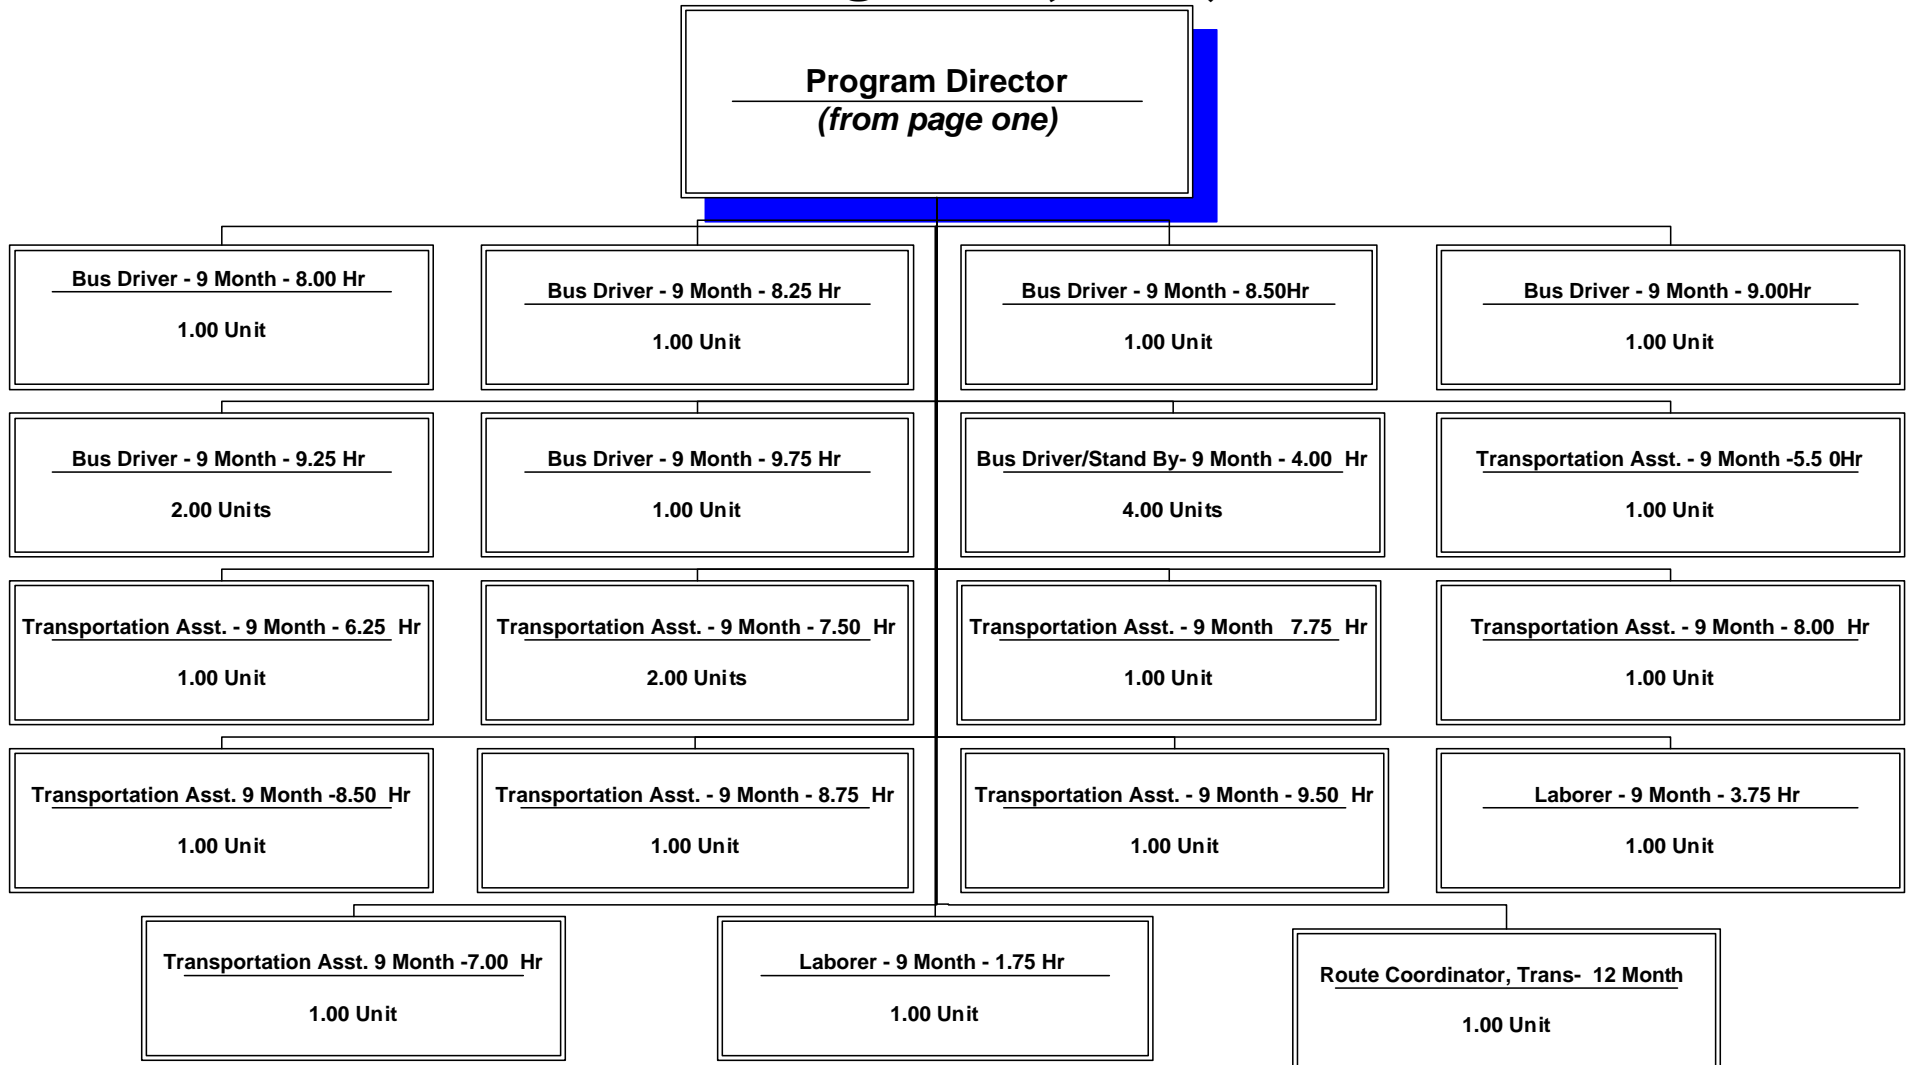 Program Director
(from page one)
Bus Driver - 9 Month - 8.00 Hr
1.00 Unit
Bus Driver - 9 Month - 8.25 Hr
1.00 Unit
Bus Driver - 9 Month - 8.50Hr
1.00 Unit
Bus Driver - 9 Month - 9.00Hr
1.00 Unit
Bus Driver - 9 Month - 9.25 Hr
2.00 Units
Bus Driver - 9 Month - 9.75 Hr
1.00 Unit
Bus Driver/Stand By- 9 Month - 4.00 Hr
4.00 Units
Transportation Asst. - 9 Month -5.5 0Hr
1.00 Unit
Transportation Asst. - 9 Month - 6.25 Hr
1.00 Unit
Transportation Asst. - 9 Month - 7.50 Hr
2.00 Units
Transportation Asst. - 9 Month 7.75 Hr
1.00 Unit
Transportation Asst. - 9 Month - 8.00 Hr
1.00 Unit
Transportation Asst. 9 Month -8.50 Hr
1.00 Unit
Transportation Asst. - 9 Month - 8.75 Hr
1.00 Unit
Transportation Asst. - 9 Month - 9.50 Hr
1.00 Unit
Laborer - 9 Month - 3.75 Hr
1.00 Unit
Transportation Asst. 9 Month -7.00 Hr
1.00 Unit
Laborer - 9 Month - 1.75 Hr
1.00 Unit
Route Coordinator, Trans- 12 Month
1.00 Unit